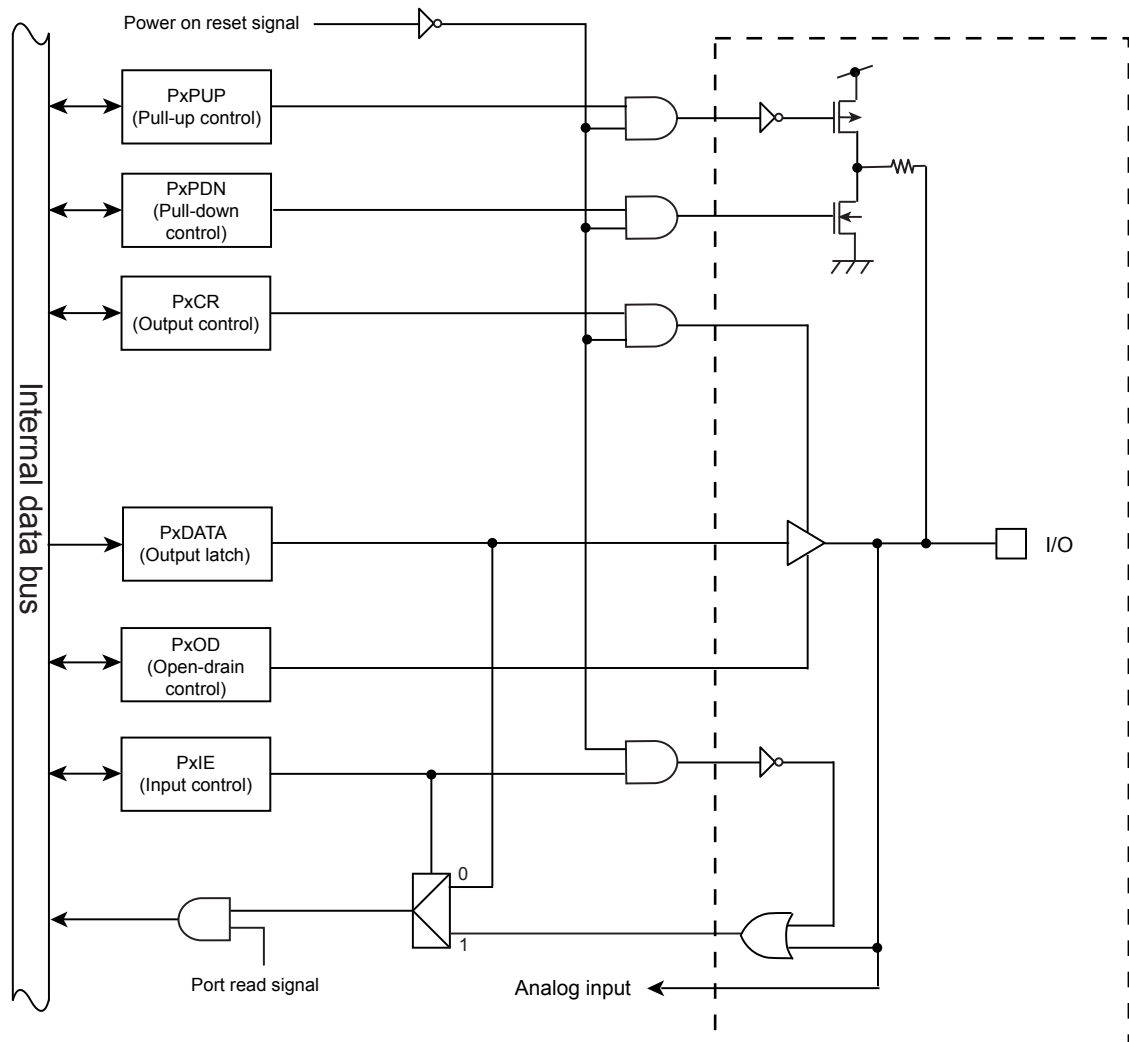 Power on reset signal
PxPUP
(Pull-up control)
PxPDN
(Pull-down
control)
PxCR
(Output control)
Internal data bus
PxDATA
(Output latch)
I/O
PxOD
(Open-drain
control)
PxIE
(Input control)
0
1
Port read signal
Analog input